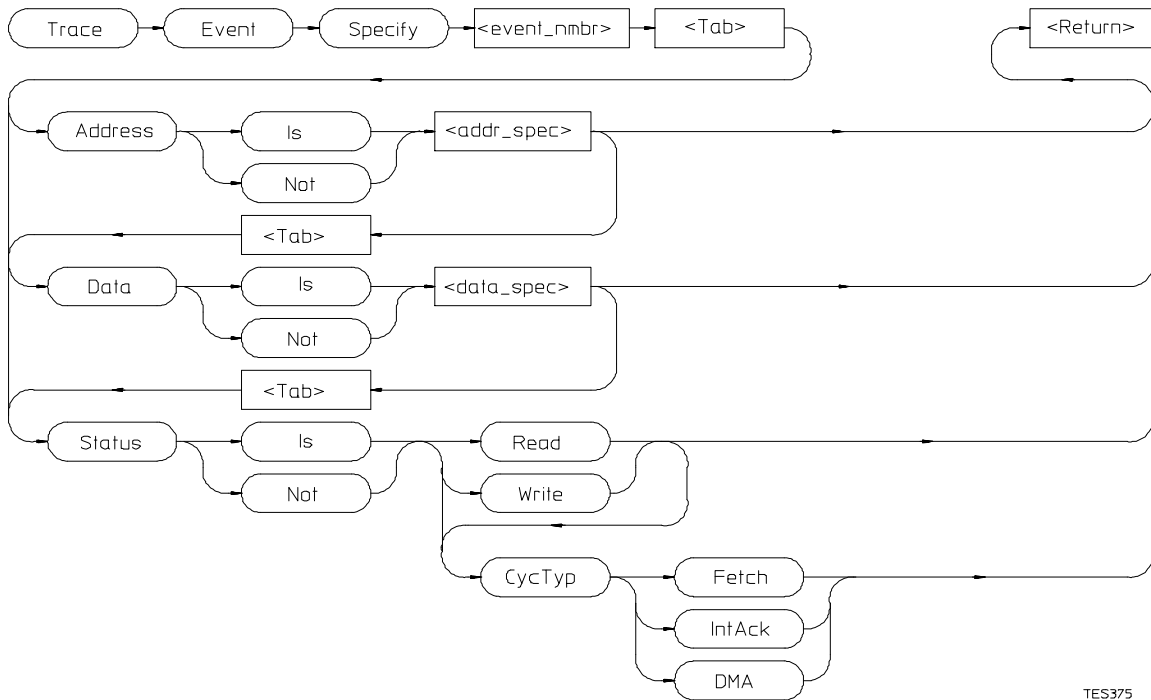 Trace Event Specify <event_nmbr> <Tab> <Return>
Address Is <addr_spec>
Not
<Tab>
Data Is <data_spec>
Not
<Tab>
Status Is Read
Not Write
CycTyp Fetch
IntAck
DMA
TES375